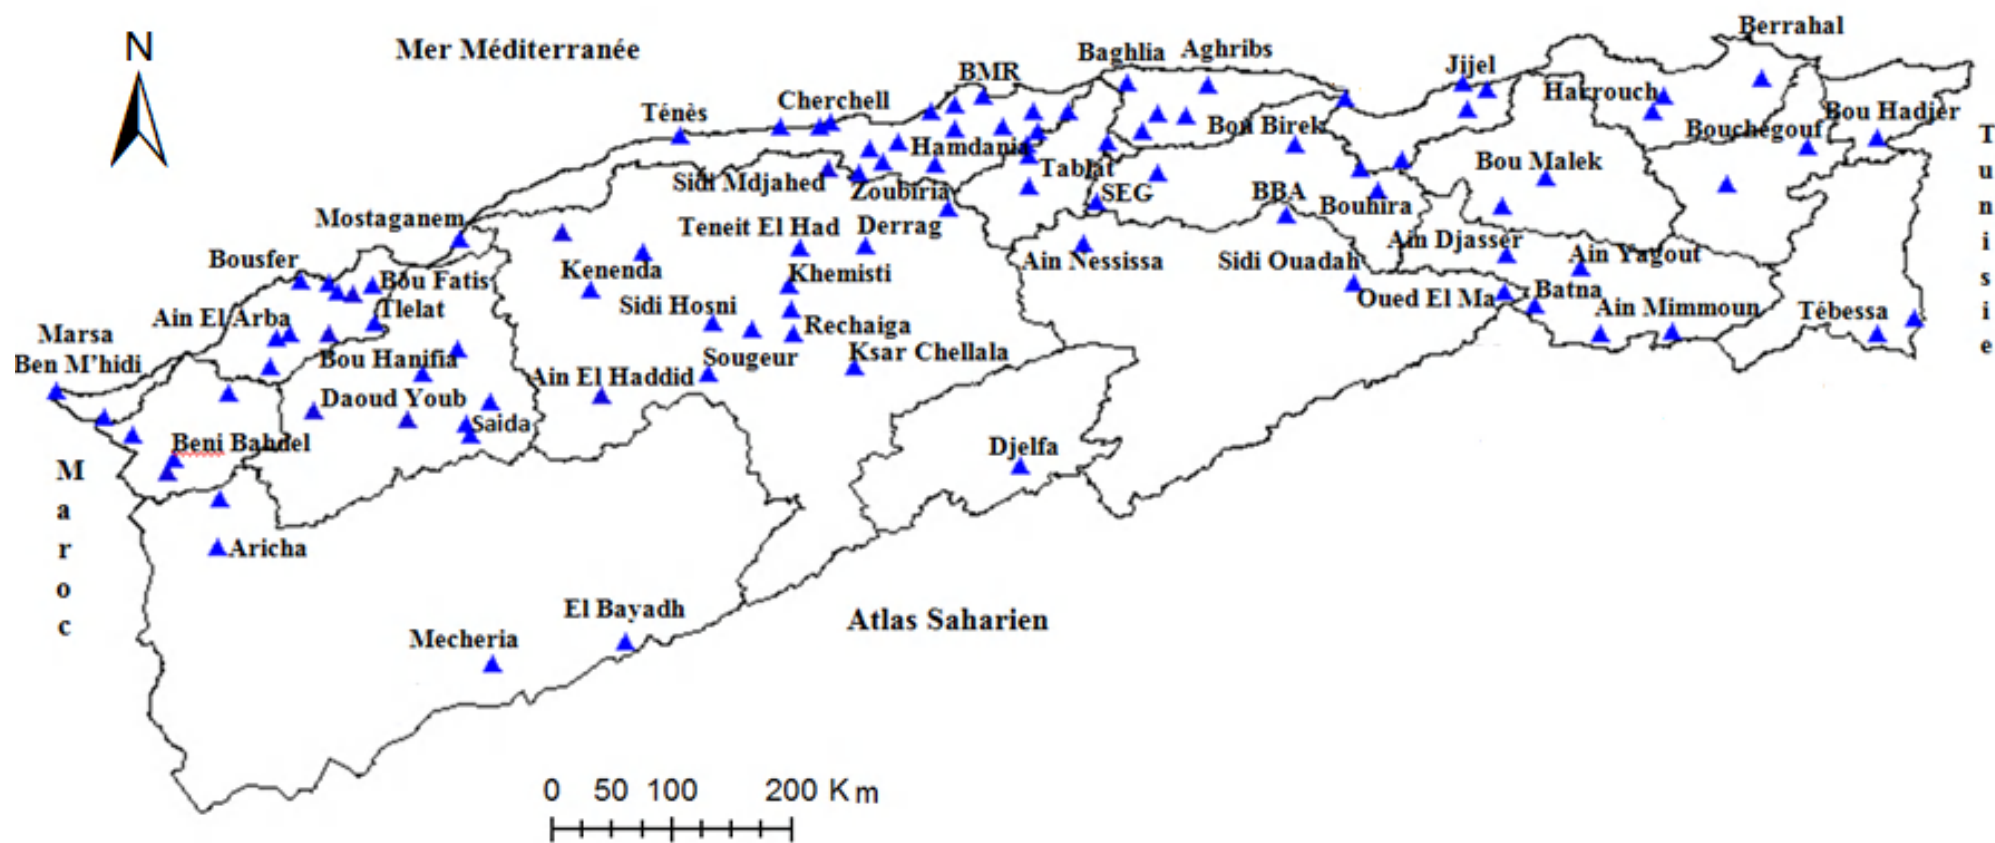 Berrahal
N
Mer Méditerranée
Baghlia
Aghribs
BMR
Jijel
Harrouch
Cherchell
Ténès
Bou Hadjer
Bouchegouf
Bou Birek
Hamdania
Tablat
Bou Malek
Sidi Mdjahed
Zoubiria
SEG
BBA
Bouhira
Mostaganem
Teneit El Had
Derrag
Ain Djasser
Ain Yagout
Bousfer
Kenenda
Khemisti
Ain Nessissa
Sidi Ouadah
Bou Fatis
Tlelat
Sidi Hosni
Oued El Ma
Batna
Ain Mimmoun
Tébessa
Ain El Arba
Rechaiga
Marsa
Ben M'hidi
Bou Hanifia
Sougeur
Ksar Chellala
Ain El Haddid
Daoud Youb
Saida
Beni Bahdel
Djelfa
Maroc
Tunisie
Aricha
El Bayadh
Mecheria
Atlas Saharien
0 50 100 200 Km